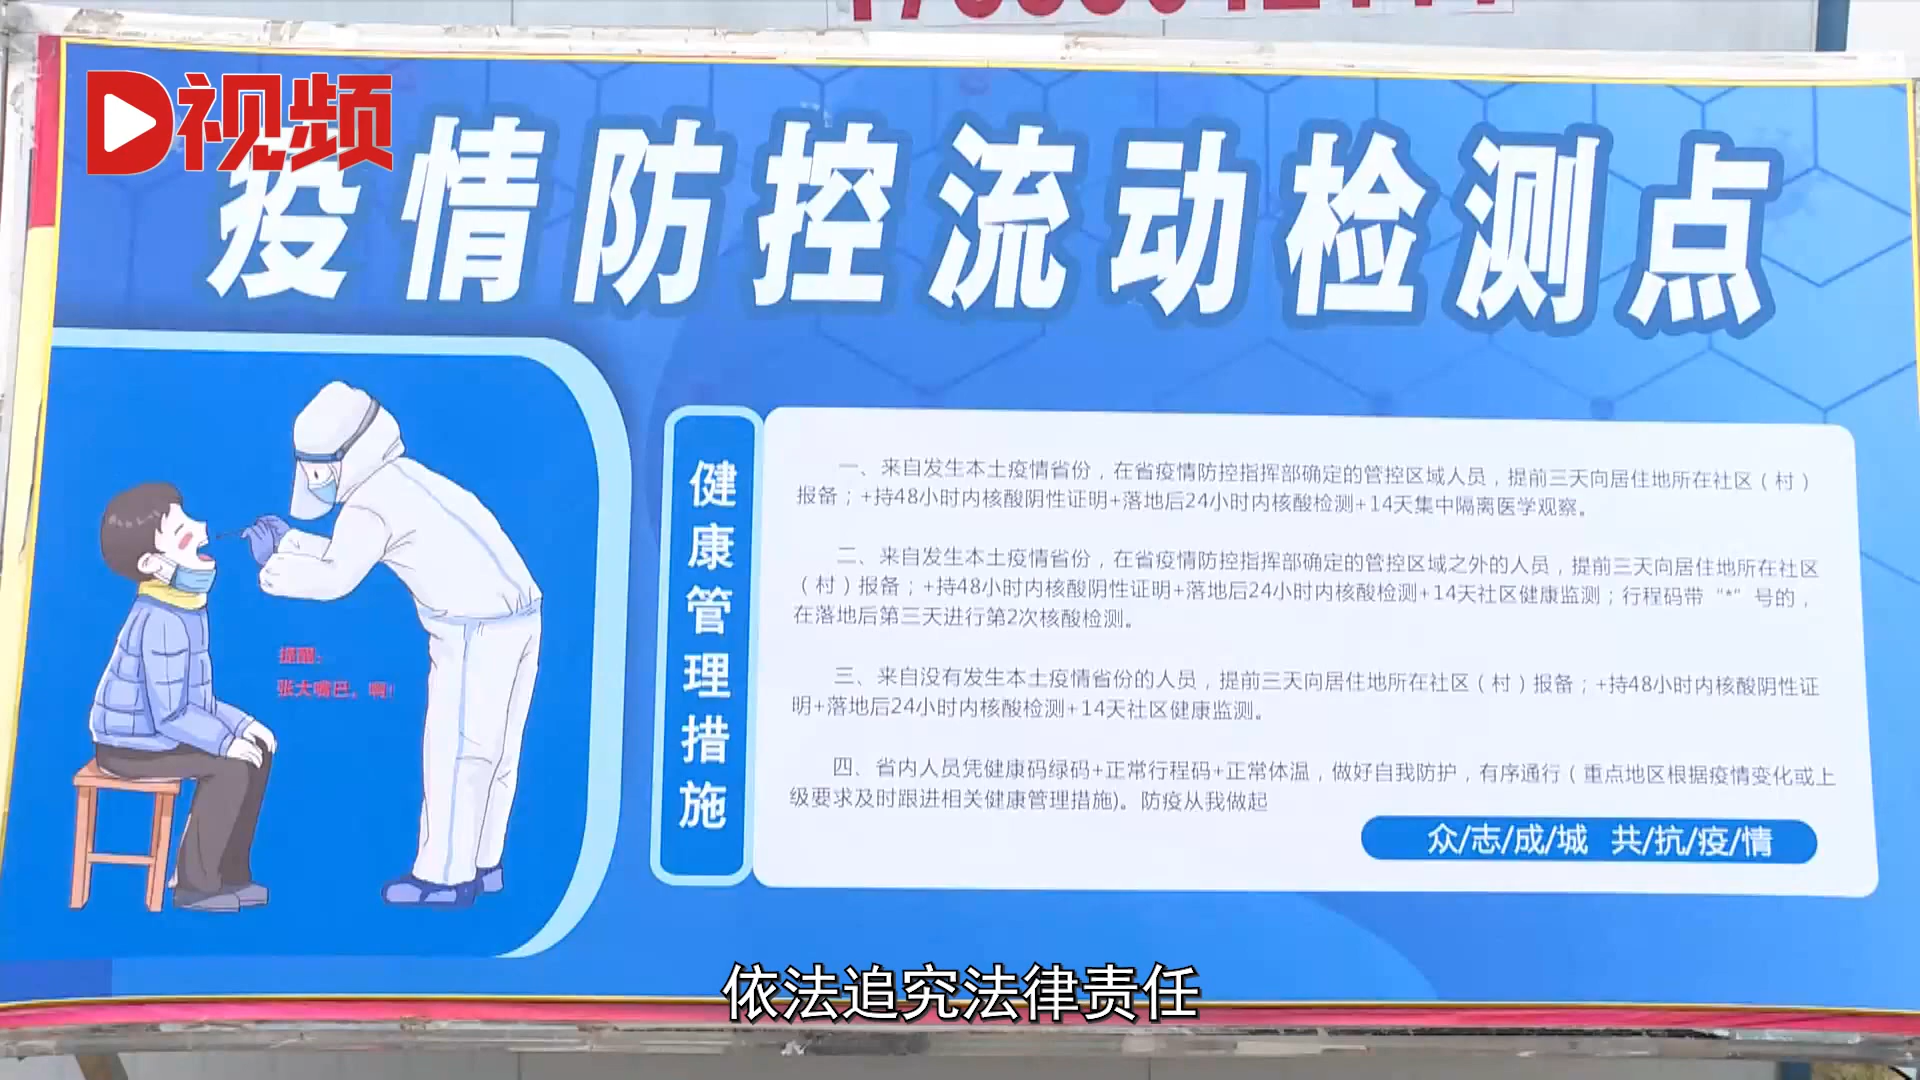 视频
疫情防控流动检测点
健康管理措施
一、来自发生本土疫情省份，在省疫情防控指挥部确定的管控区域人员，提前三天向居住地所在社区（村）
报备；+持48小时内核酸阴性证明+落地后24小时内核酸检测+14天集中隔离医学观察。
二、来自发生本土疫情省份，在省疫情防控指挥部确定的管控区域之外的人员，提前三天向居住地所在社区
（村）报备；+持48小时内核酸阴性证明+落地后24小时内核酸检测+14天社区健康监测；行程码带“*”号的，
在落地后第三天进行第2次核酸检测。
三、来自没有发生本土疫情省份的人员，提前三天向居住地所在社区（村）报备；+持48小时内核酸阴性证
明+落地后24小时内核酸检测+14天社区健康监测。
四、省内人员凭健康码绿码+正常行程码+正常体温，做好自我防护，有序通行（重点地区根据疫情变化或上
级要求及时跟进相关健康管理措施)。防疫从我做起
众/志/成/城 共/抗/疫/情
提醒：
张大嘴巴，啊!
依法追究法律责任